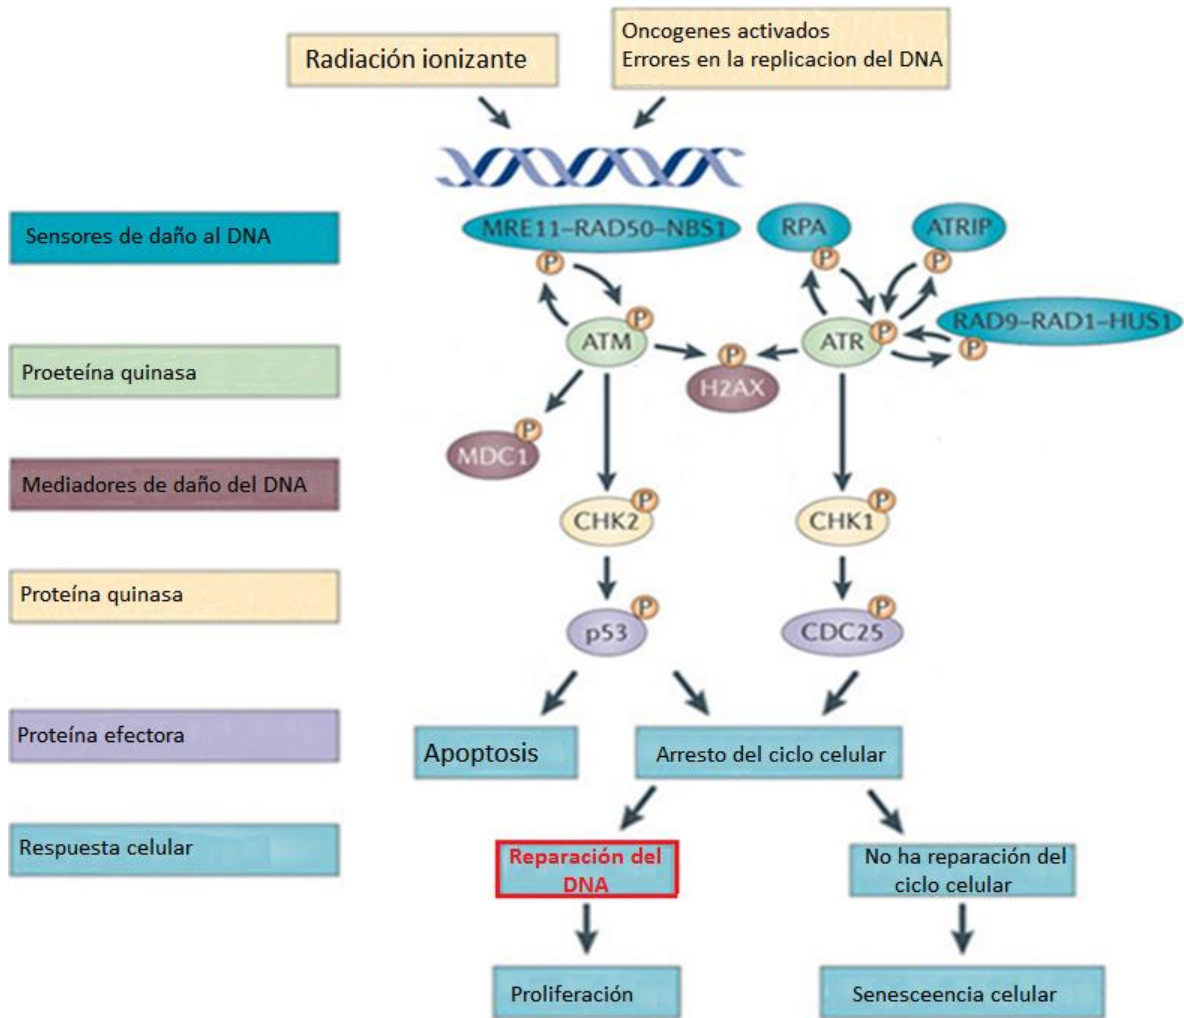 Radiación ionizante
Oncogenes activados
Errores en la replicacion del DNA
Sensores de daño al DNA
MRE11–RAD50–NBS1
RPA
ATRIP
P
P
P
RAD9–RAD1–HUS1
P
P
P
Proeteína quinasa
ATM
ATR
P
H2AX
P
MDC1
Mediadores de daño del DNA
P
P
CHK2
CHK1
Proteína quinasa
P
P
p53
CDC25
Proteína efectora
Apoptosis
Arresto del ciclo celular
Respuesta celular
Reparación del
DNA
No ha reparación del
ciclo celular
Proliferación
Senesceencia celular